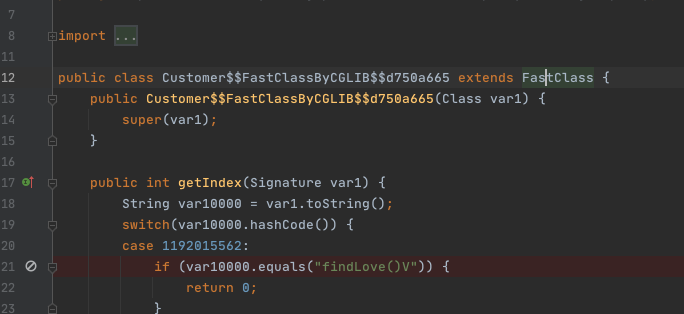 7
8 import ...
11
12 public class Customer$$FastClassByCGLIB$$d750a665 extends FastClass {
13 public Customer$$FastClassByCGLIB$$d750a665(Class var1) {
14 super(var1);
15 }
16
17 public int getIndex(Signature var1) {
18 String var10000 = var1.toString();
19 switch(var10000.hashCode()) {
20 case 1192015562:
21 if (var10000.equals("findLove()V")) {
22 return 0;
23 }